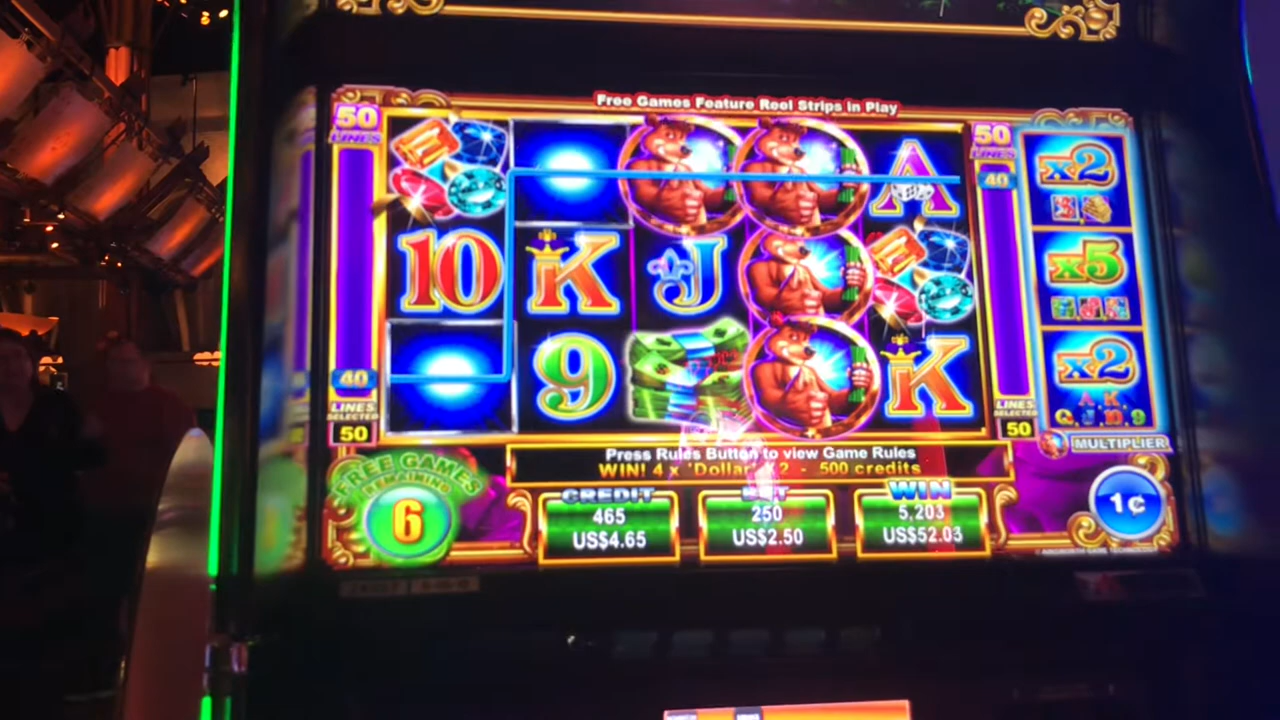 Free Games Feature Reel Strips in Play
50
LINES
50
LINES
A
40
x2
10
K
J
x5
9
K
x2
A K
Q J 10 9
40
LINES
SELECTED
50
LINES
SELECTED
50
MULTIPLIER
Press Rules Button to view Game Rules
WIN! 4 x 'Dollar' x2 - 500 credits
FREE GAMES
REMAINING
6
CREDIT
465
US$4.65
BET
250
US$2.50
WIN
5,203
US$52.03
1¢